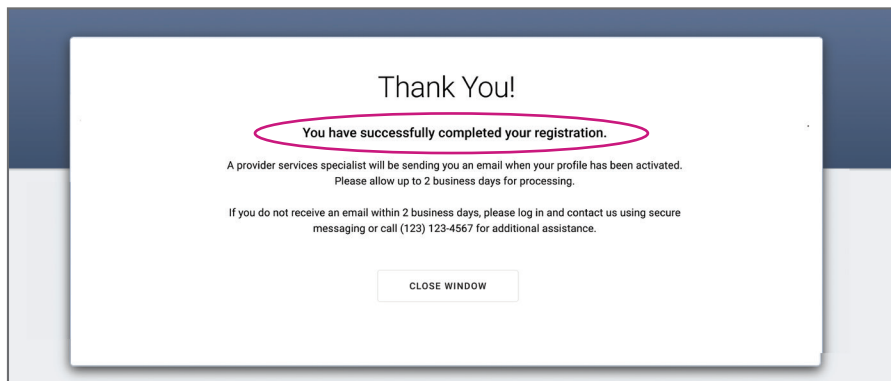 Thank You!
You have successfully completed your registration.
A provider services specialist will be sending you an email when your profile has been activated.
Please allow up to 2 business days for processing.
If you do not receive an email within 2 business days, please log in and contact us using secure
messaging or call (123) 123-4567 for additional assistance.
CLOSE WINDOW